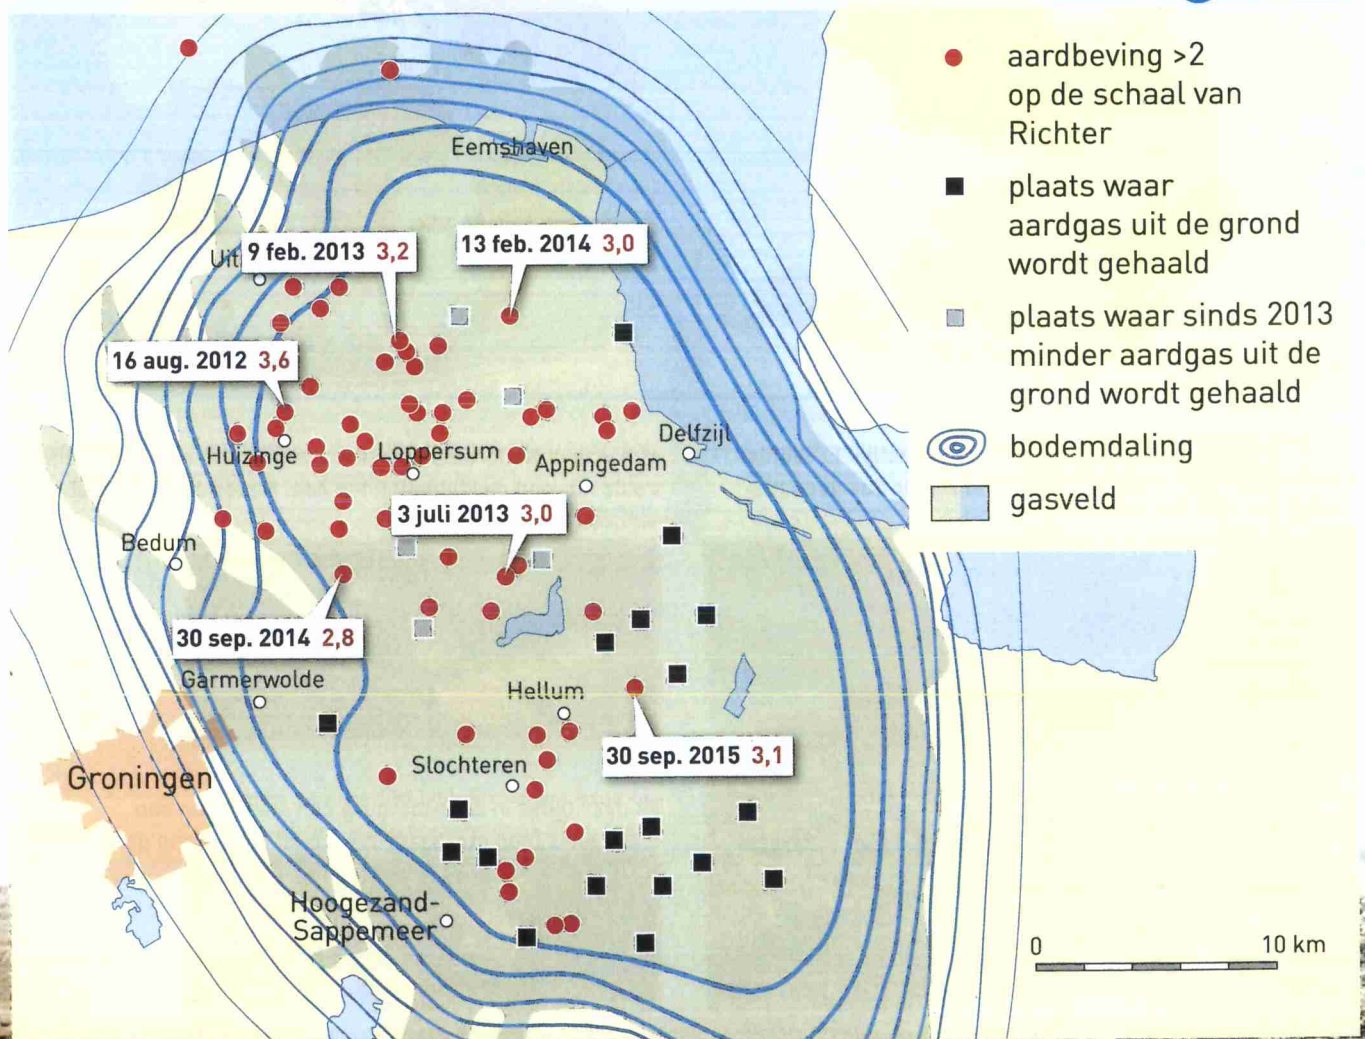 Eemshaven
Uit
9 feb. 2013 3,2
13 feb. 2014 3,0
16 aug. 2012 3,6
Huizinge
Loppersum
Delfzijl
Appingedam
3 juli 2013 3,0
Bedum
30 sep. 2014 2,8
Garmerwolde
Hellum
30 sep. 2015 3,1
Groningen
Slochteren
Hoogezand-
Sappemeer
0 10 km
aardbeving >2
op de schaal van
Richter
plaats waar
aardgas uit de grond
wordt gehaald
plaats waar sinds 2013
minder aardgas uit de
grond wordt gehaald
bodemdaling
gasveld